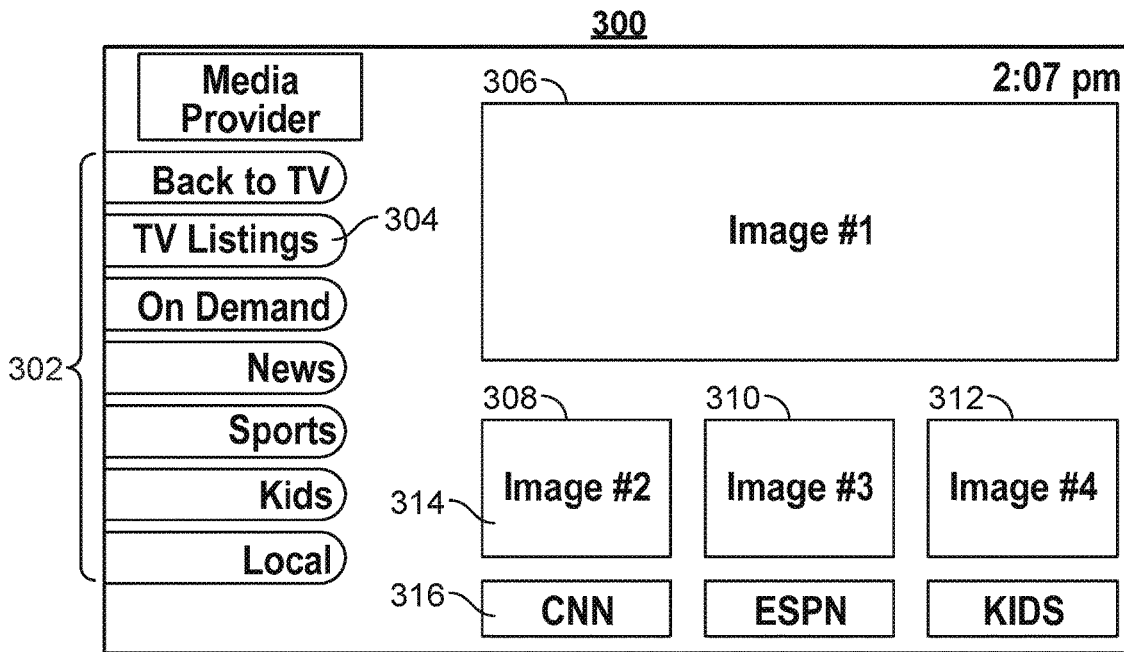 300
Media
Provider
2:07 pm
306
Image #1
302
Back to TV
TV Listings
304
On Demand
News
Sports
Kids
Local
308
310
312
Image #2
Image #3
Image #4
314
316
CNN
ESPN
KIDS